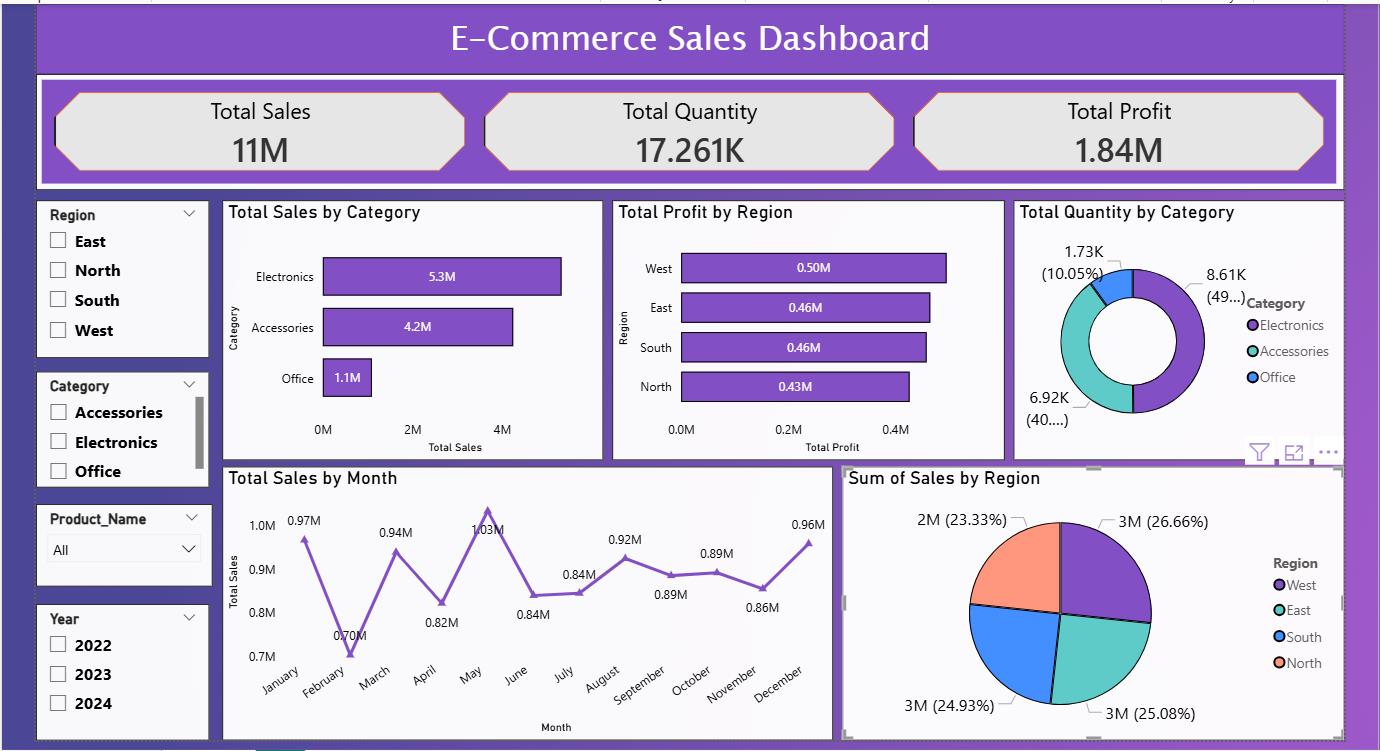 E-Commerce Sales Dashboard
Total Sales
11M
Total Quantity
17.261K
Total Profit
1.84M
Region
East
North
South
West
Category
Accessories
Electronics
Office
Product_Name
All
Year
2022
2023
2024
Total Sales by Category
Category
Electronics
5.3M
Accessories
4.2M
Office
1.1M
0M 2M 4M
Total Sales
Total Profit by Region
Region
West
0.50M
East
0.46M
South
0.46M
North
0.43M
0.0M 0.2M 0.4M
Total Profit
Total Quantity by Category
1.73K
(10.05%)
8.61K
(49...)
6.92K
(40....)
Category
Electronics
Accessories
Office
Total Sales by Month
Total Sales
1.0M
0.9M
0.8M
0.7M
0.97M
0.70M
0.94M
0.82M
1.03M
0.84M
0.84M
0.92M
0.89M
0.89M
0.86M
0.96M
January February March April May June July August September October November December
Month
Sum of Sales by Region
2M (23.33%)
3M (26.66%)
3M (24.93%)
3M (25.08%)
Region
West
East
South
North